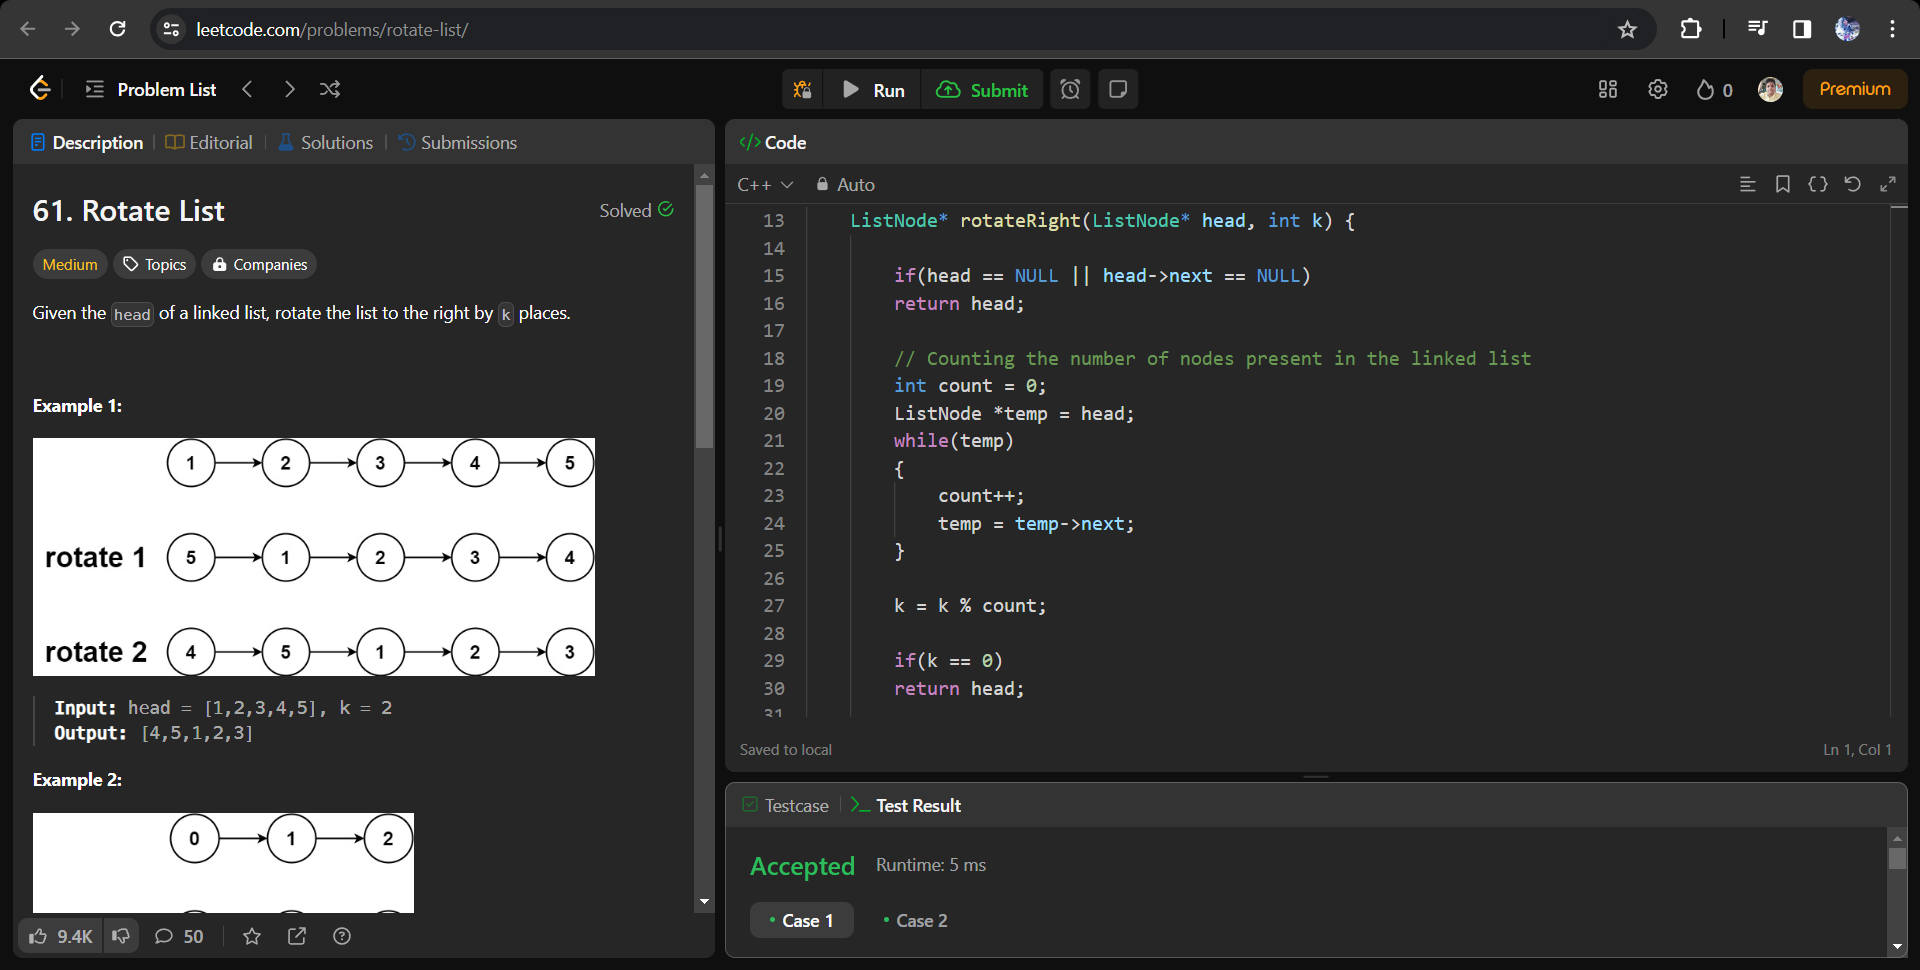 leetcode.com/problems/rotate-list/
Problem List
Run
Submit
0
Premium
Description
Editorial
Solutions
Submissions
61. Rotate List
Solved
Medium
Topics
Companies
Given the head of a linked list, rotate the list to the right by k places.
Example 1:
1 2 3 4 5
rotate 1 5 1 2 3 4
rotate 2 4 5 1 2 3
Input: head = [1,2,3,4,5], k = 2
Output: [4,5,1,2,3]
Example 2:
0 1 2
9.4K
50
</> Code
C++
Auto
13 ListNode* rotateRight(ListNode* head, int k) {
14
15 if(head == NULL || head->next == NULL)
16 return head;
17
18 // Counting the number of nodes present in the linked list
19 int count = 0;
20 ListNode *temp = head;
21 while(temp)
22 {
23 count++;
24 temp = temp->next;
25 }
26
27 k = k % count;
28
29 if(k == 0)
30 return head;
31
Saved to local
Ln 1, Col 1
Testcase
>_ Test Result
Accepted
Runtime: 5 ms
• Case 1
• Case 2